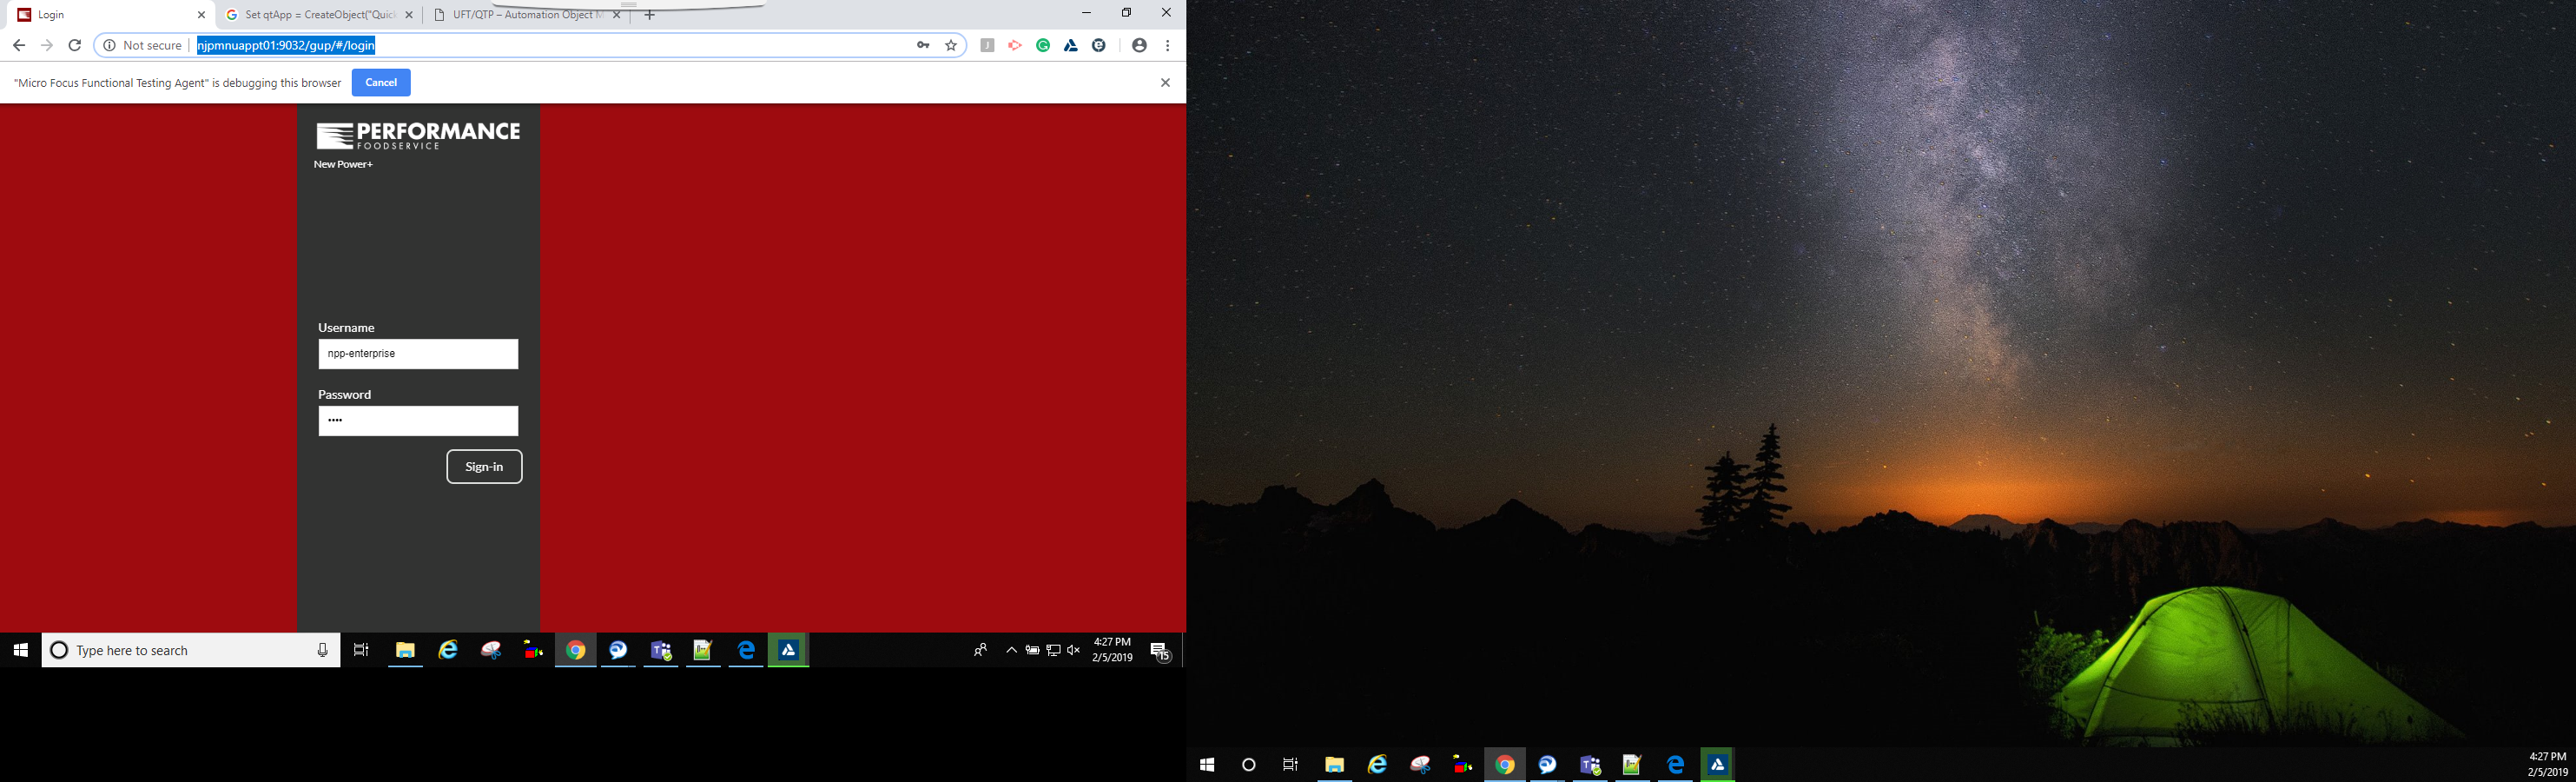 Login
Set qtApp = CreateObject("Quick
UFT/QTP – Automation Object M
Not secure
njpmnuappt01:9032/gup/#/login
"Micro Focus Functional Testing Agent" is debugging this browser
Cancel
PERFORMANCE
FOODSERVICE
New Power+
Username
npp-enterprise
Password
••••
Sign-in
Type here to search
4:27 PM
2/5/2019
15
4:27 PM
2/5/2019